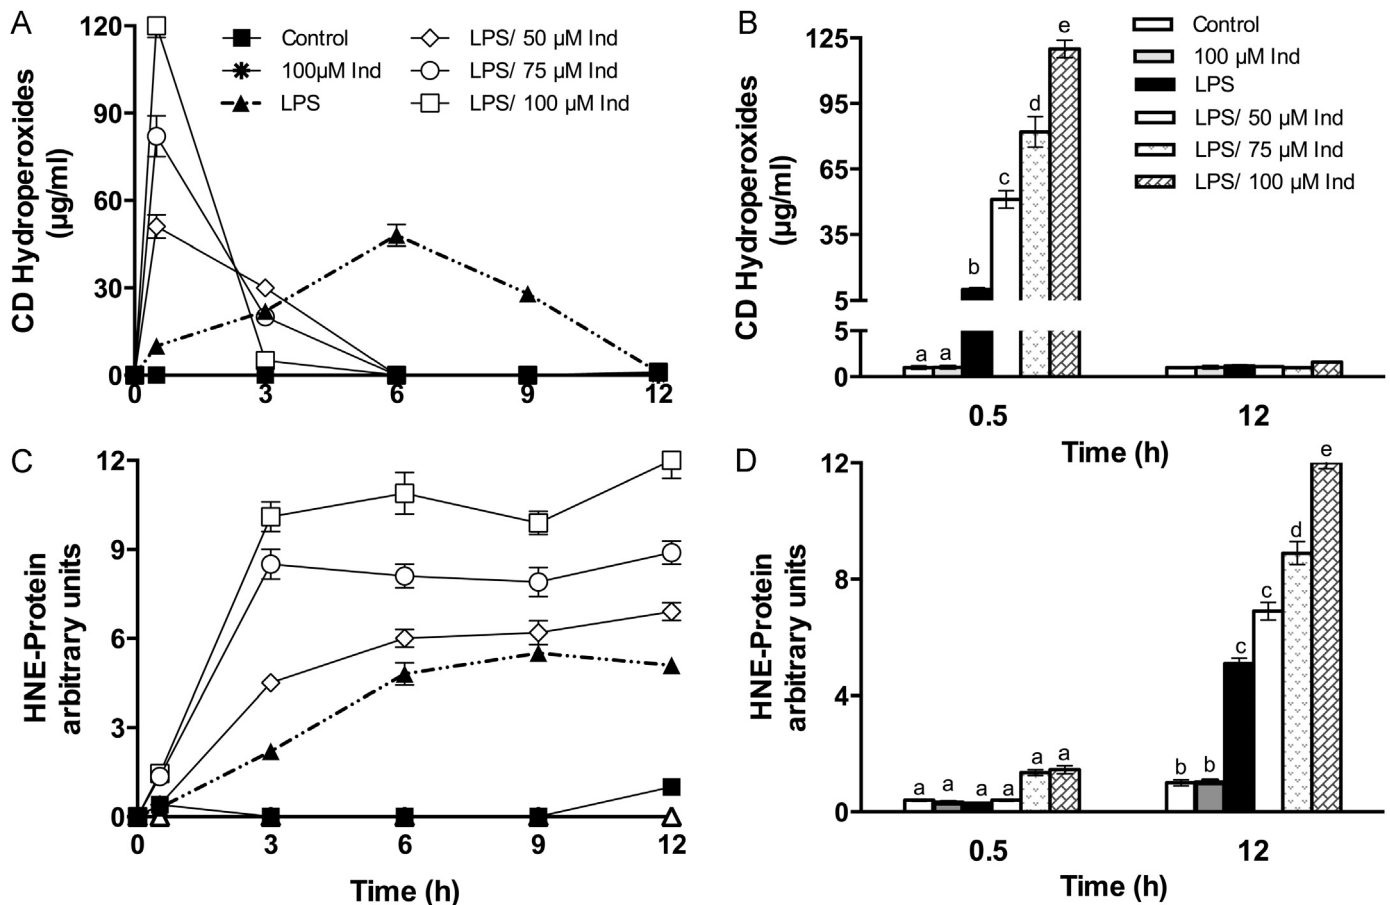 A
CD Hydroperoxides
(µg/ml)
120
90
60
30
0
0
3
6
9
12
Control
100µM Ind
LPS
LPS/ 50 µM Ind
LPS/ 75 µM Ind
LPS/ 100 µM Ind
B
CD Hydroperoxides
(µg/ml)
125
95
65
35
5
5
0
a
a
b
c
d
e
0.5
12
Time (h)
Control
100 µM Ind
LPS
LPS/ 50 µM Ind
LPS/ 75 µM Ind
LPS/ 100 µM Ind
C
HNE-Protein
arbitrary units
12
9
6
3
0
0
3
6
9
12
Time (h)
D
HNE-Protein
arbitrary units
12
8
4
0
a
a
a
a
a
a
b
b
c
c
d
e
0.5
12
Time (h)